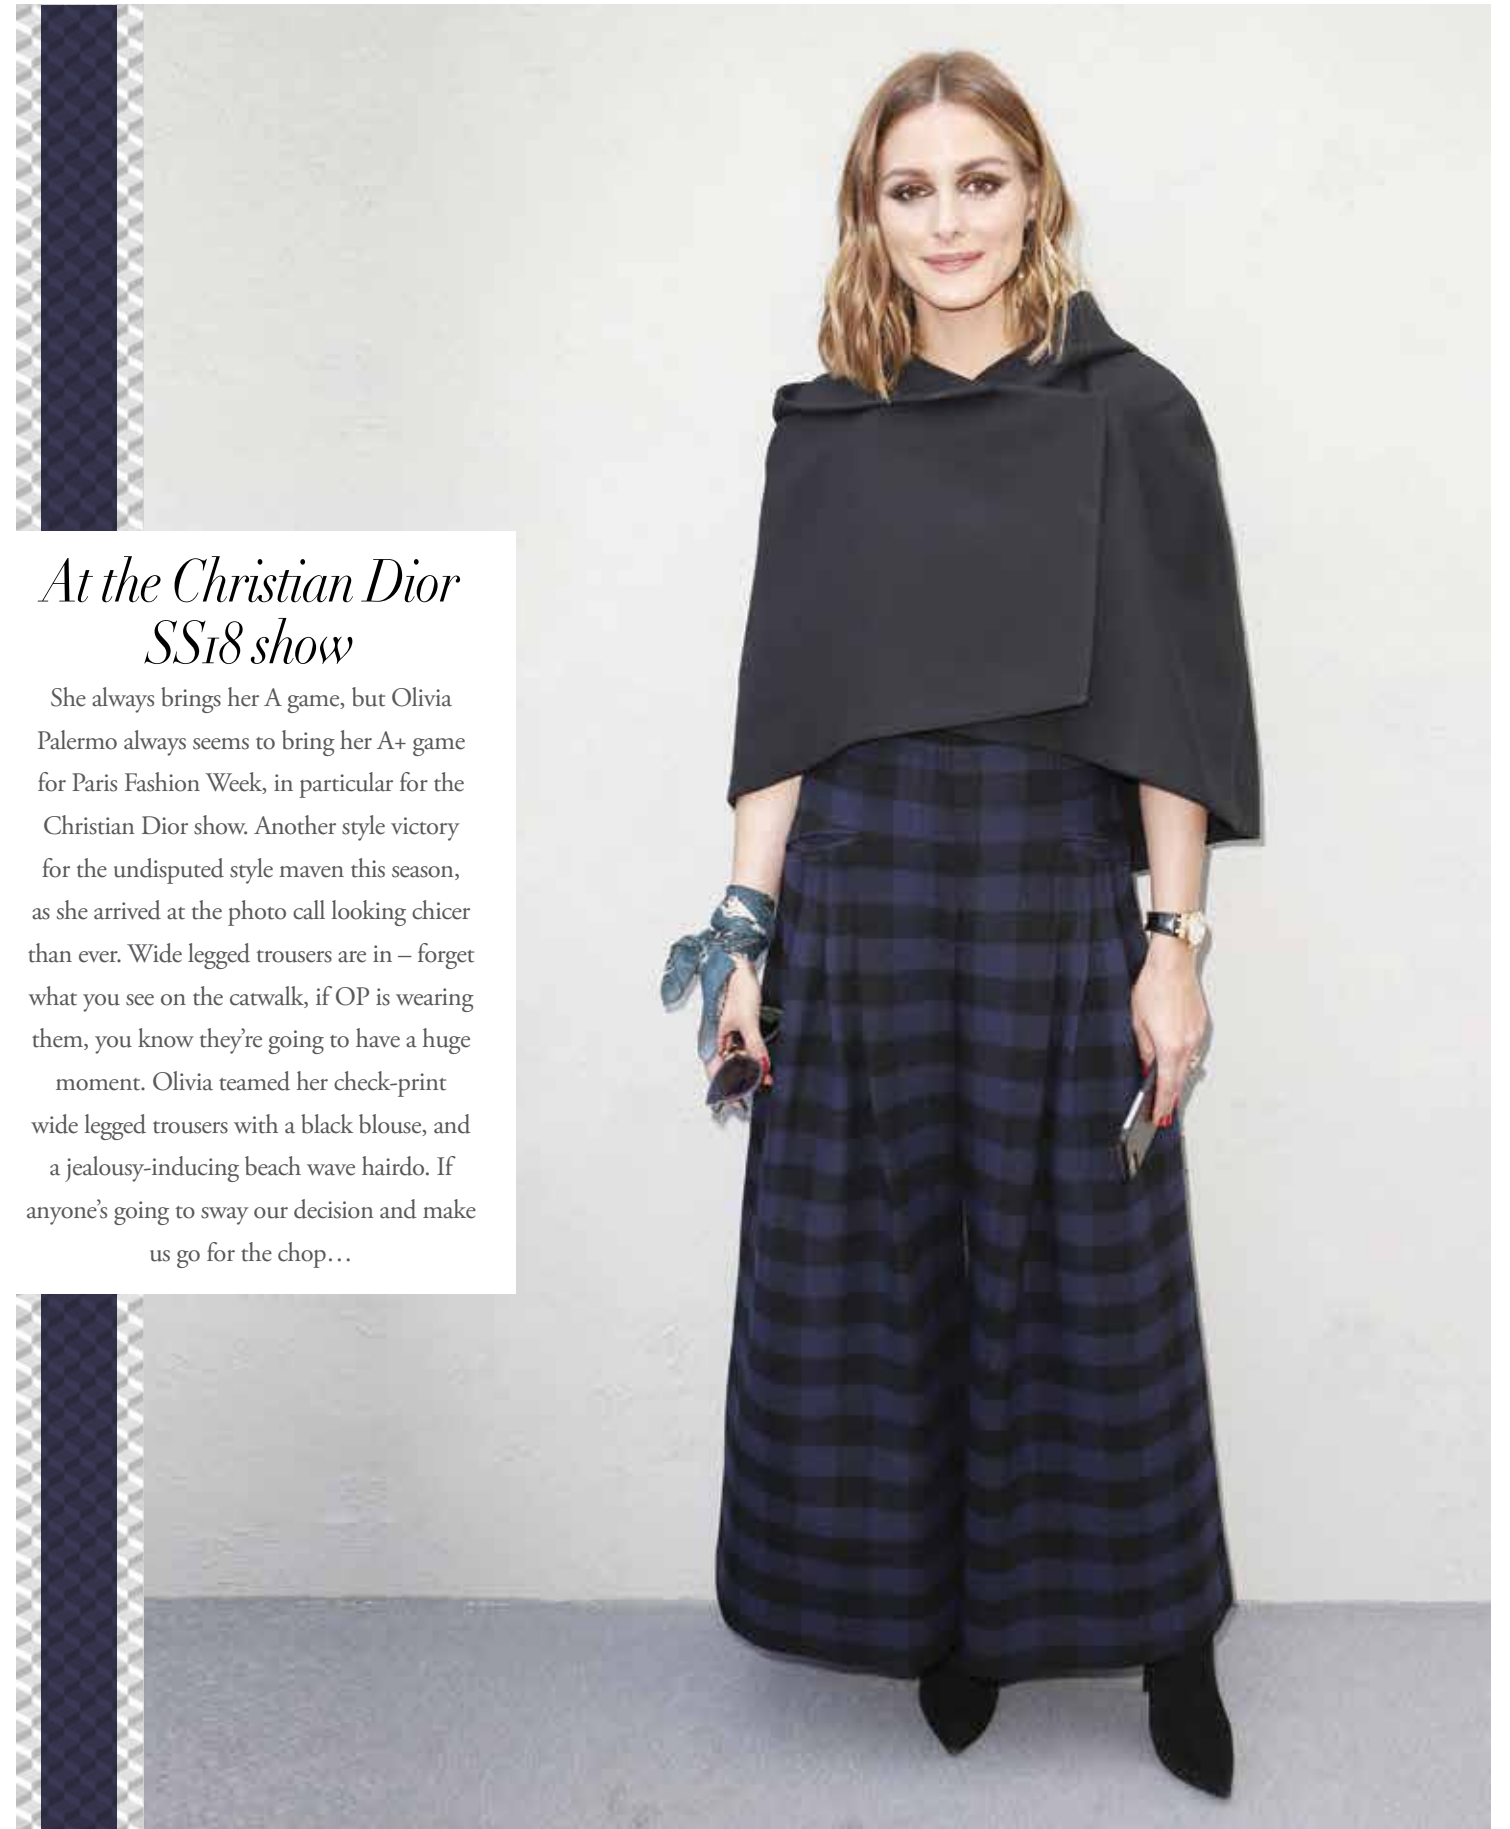 At the Christian Dior
SS18 show
She always brings her A game, but Olivia
Palermo always seems to bring her A+ game
for Paris Fashion Week, in particular for the
Christian Dior show. Another style victory
for the undisputed style maven this season,
as she arrived at the photo call looking chicer
than ever. Wide legged trousers are in – forget
what you see on the catwalk, if OP is wearing
them, you know they’re going to have a huge
moment. Olivia teamed her check-print
wide legged trousers with a black blouse, and
a jealousy-inducing beach wave hairdo. If
anyone’s going to sway our decision and make
us go for the chop…